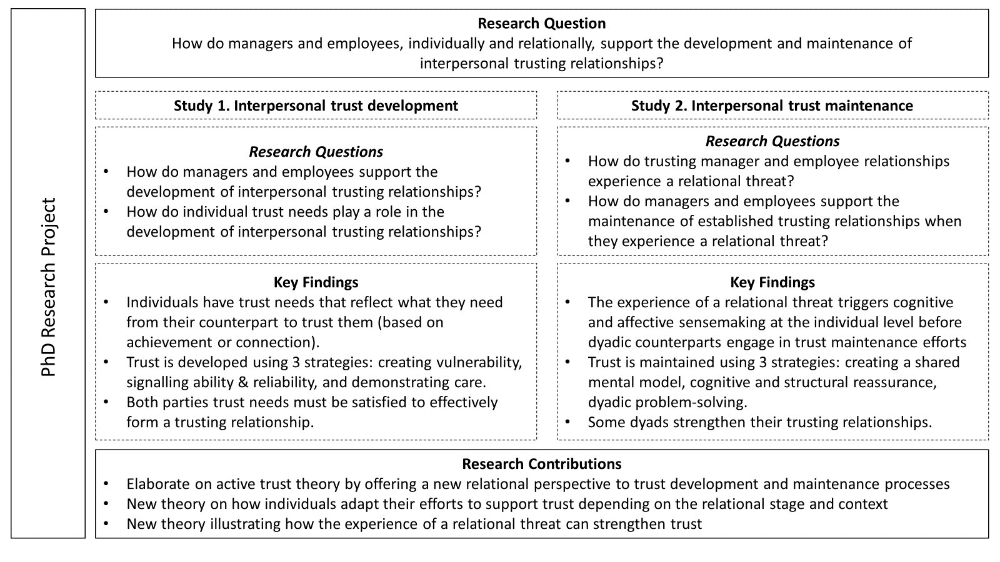 PhD Research Project
Research Question
How do managers and employees, individually and relationally, support the development and maintenance of
interpersonal trusting relationships?
Study 1. Interpersonal trust development
Research Questions
• How do managers and employees support the
development of interpersonal trusting relationships?
• How do individual trust needs play a role in the
development of interpersonal trusting relationships?
Key Findings
• Individuals have trust needs that reflect what they need
from their counterpart to trust them (based on
achievement or connection).
• Trust is developed using 3 strategies: creating vulnerability,
signalling ability & reliability, and demonstrating care.
• Both parties trust needs must be satisfied to effectively
form a trusting relationship.
Study 2. Interpersonal trust maintenance
Research Questions
• How do trusting manager and employee relationships
experience a relational threat?
• How do managers and employees support the
maintenance of established trusting relationships when
they experience a relational threat?
Key Findings
• The experience of a relational threat triggers cognitive
and affective sensemaking at the individual level before
dyadic counterparts engage in trust maintenance efforts
• Trust is maintained using 3 strategies: creating a shared
mental model, cognitive and structural reassurance,
dyadic problem-solving.
• Some dyads strengthen their trusting relationships.
Research Contributions
• Elaborate on active trust theory by offering a new relational perspective to trust development and maintenance processes
• New theory on how individuals adapt their efforts to support trust depending on the relational stage and context
• New theory illustrating how the experience of a relational threat can strengthen trust